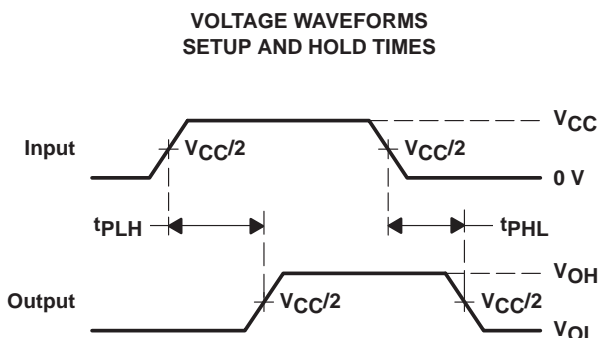 VOLTAGE WAVEFORMS
SETUP AND HOLD TIMES
VCC
Input VCC/2 VCC/2
0 V
tPLH tPHL
VOH
Output VCC/2 VCC/2
VOL